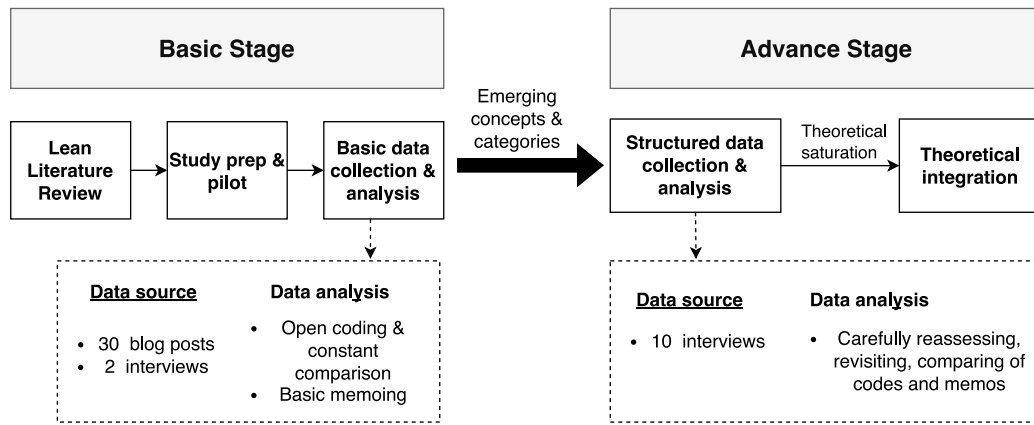 Basic Stage
Advance Stage
Lean
Literature
Review
Study prep &
pilot
Basic data
collection &
analysis
Emerging
concepts &
categories
Structured data
collection &
analysis
Theoretical
saturation
Theoretical
integration
Data source
• 30 blog posts
• 2 interviews
Data analysis
• Open coding &
constant
comparison
• Basic memoing
Data source
• 10 interviews
Data analysis
• Carefully reassessing,
revisiting, comparing of
codes and memos